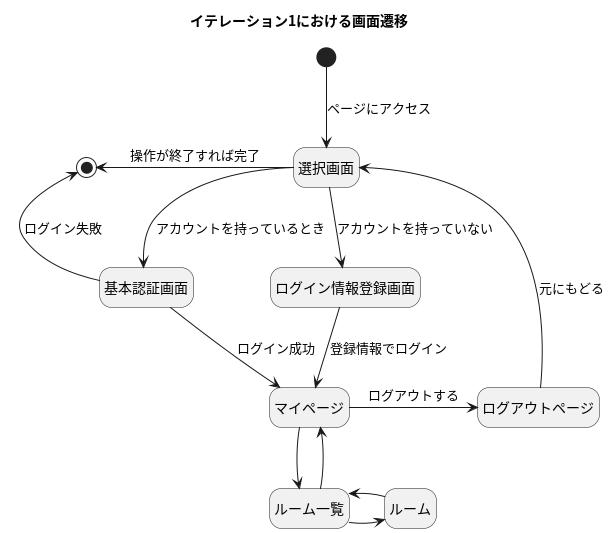 イテレーション1における画面遷移
ページにアクセス
操作が終了すれば完了
選択画面
ログイン失敗
アカウントを持っているとき
アカウントを持っていない
基本認証画面
ログイン情報登録画面
元にもどる
ログイン成功
登録情報でログイン
マイページ
ログアウトする
ログアウトページ
ルーム一覧
ルーム